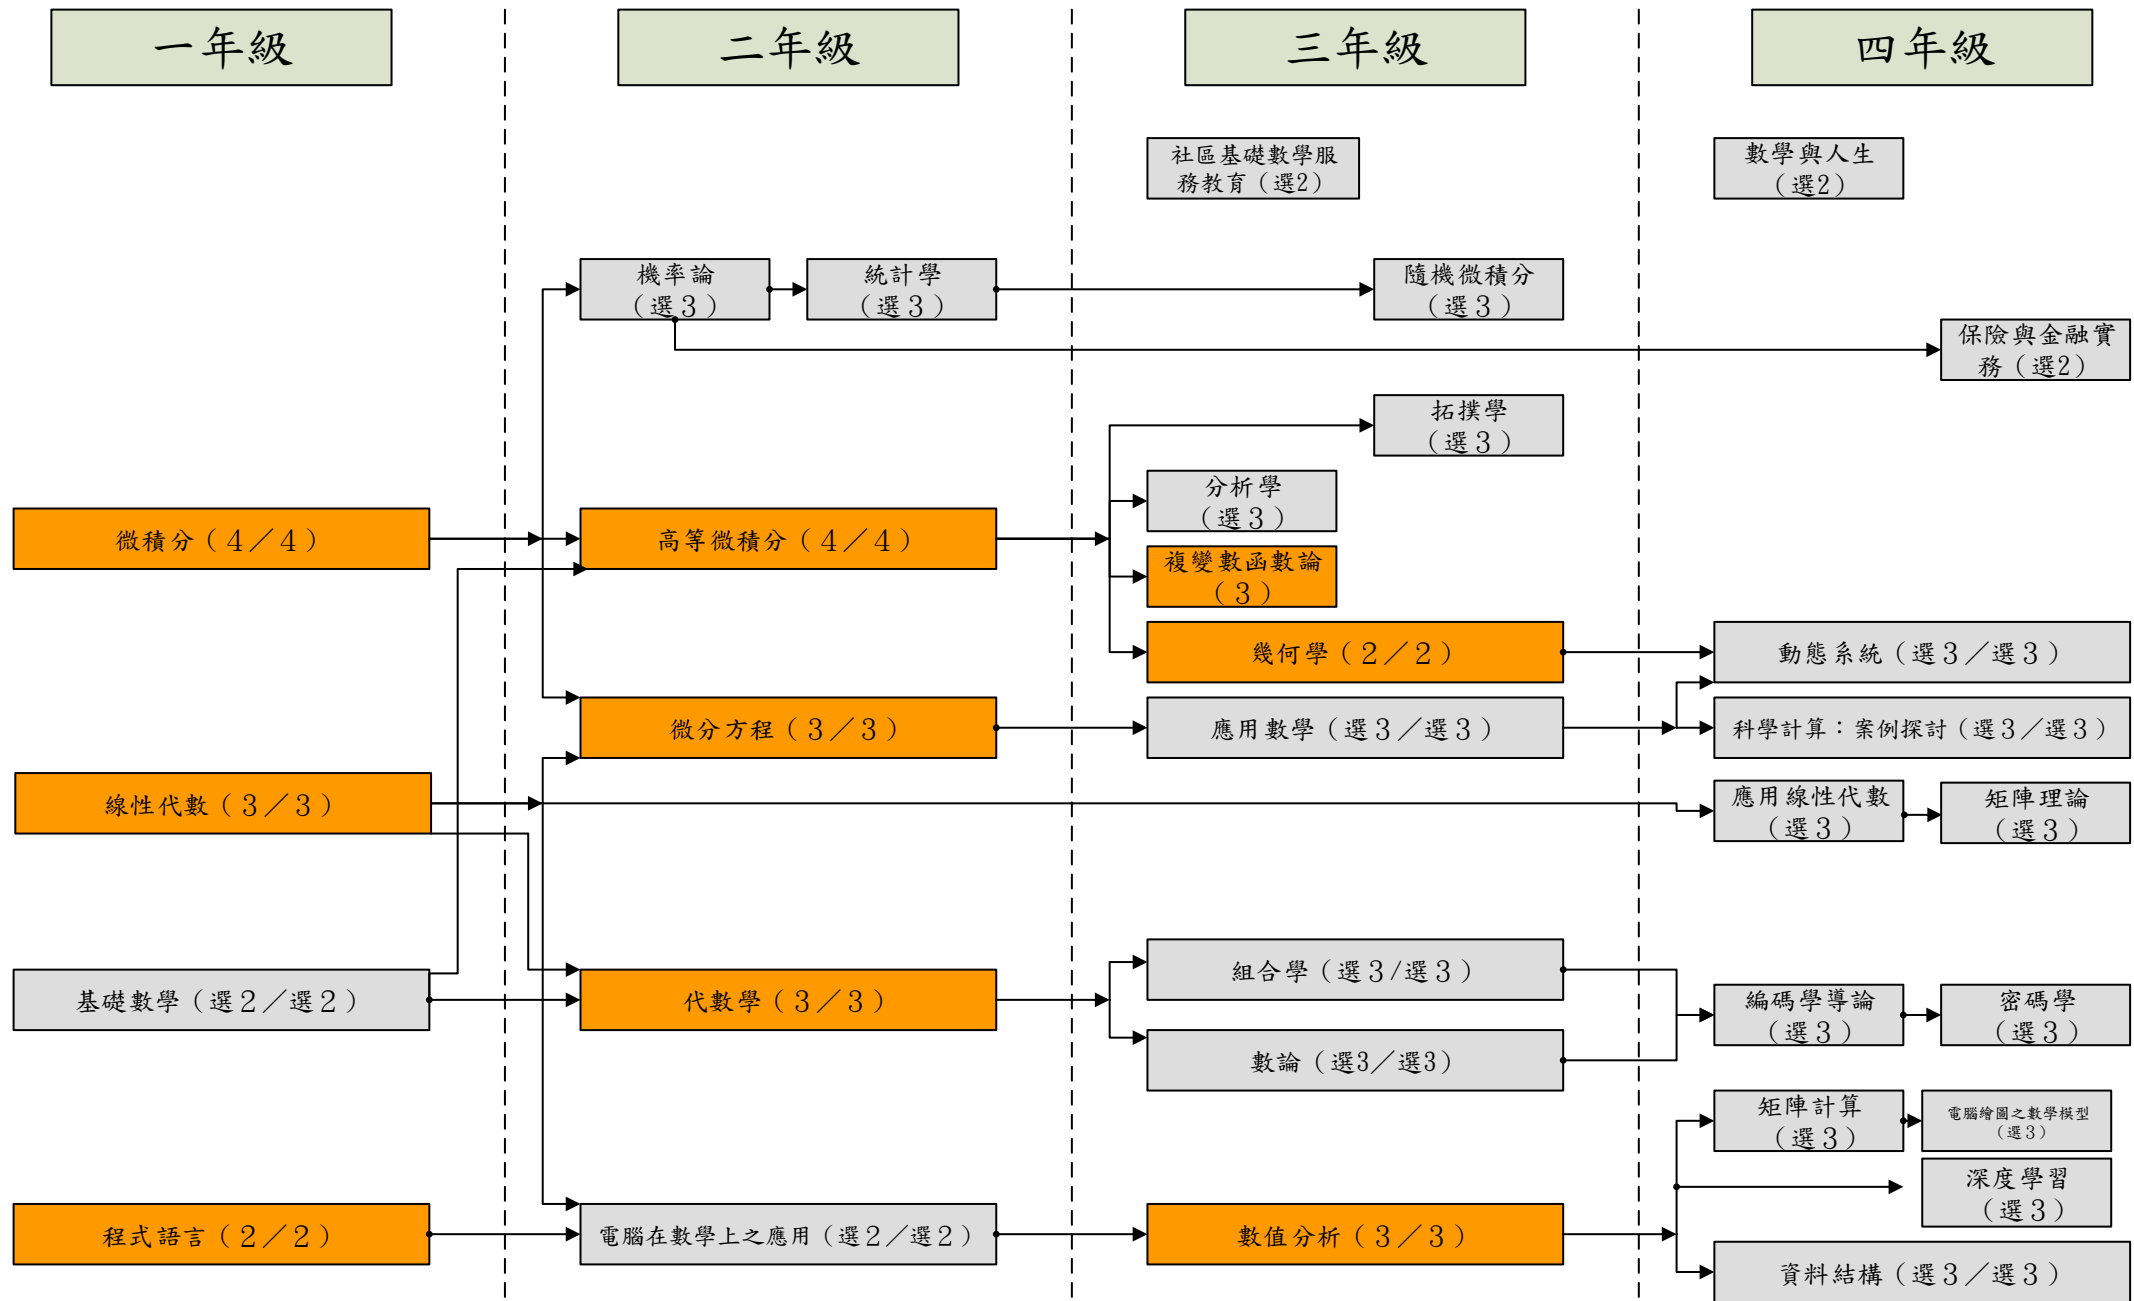 一年級
二年級
三年級
四年級
社區基礎數學服
務教育（選2）
數學與人生
（選2）
機率論
（選３）
統計學
（選３）
隨機微積分
（選３）
保險與金融實
務（選2）
拓撲學
（選３）
分析學
（選３）
微積分（４／４）
高等微積分（４／４）
複變數函數論
（３）
幾何學（２／２）
動態系統（選３／選３）
微分方程（３／３）
應用數學（選３／選３）
科學計算：案例探討（選３／選３）
線性代數（３／３）
應用線性代數
（選３）
矩陣理論
（選３）
組合學（選３/選３）
基礎數學（選２／選２）
代數學（３／３）
編碼學導論
（選３）
密碼學
（選３）
數論（選3／選3）
矩陣計算
（選３）
電腦繪圖之數學模型
（選３）
深度學習
（選３）
程式語言（２／２）
電腦在數學上之應用（選２／選２）
數值分析（３／３）
資料結構（選３／選３）